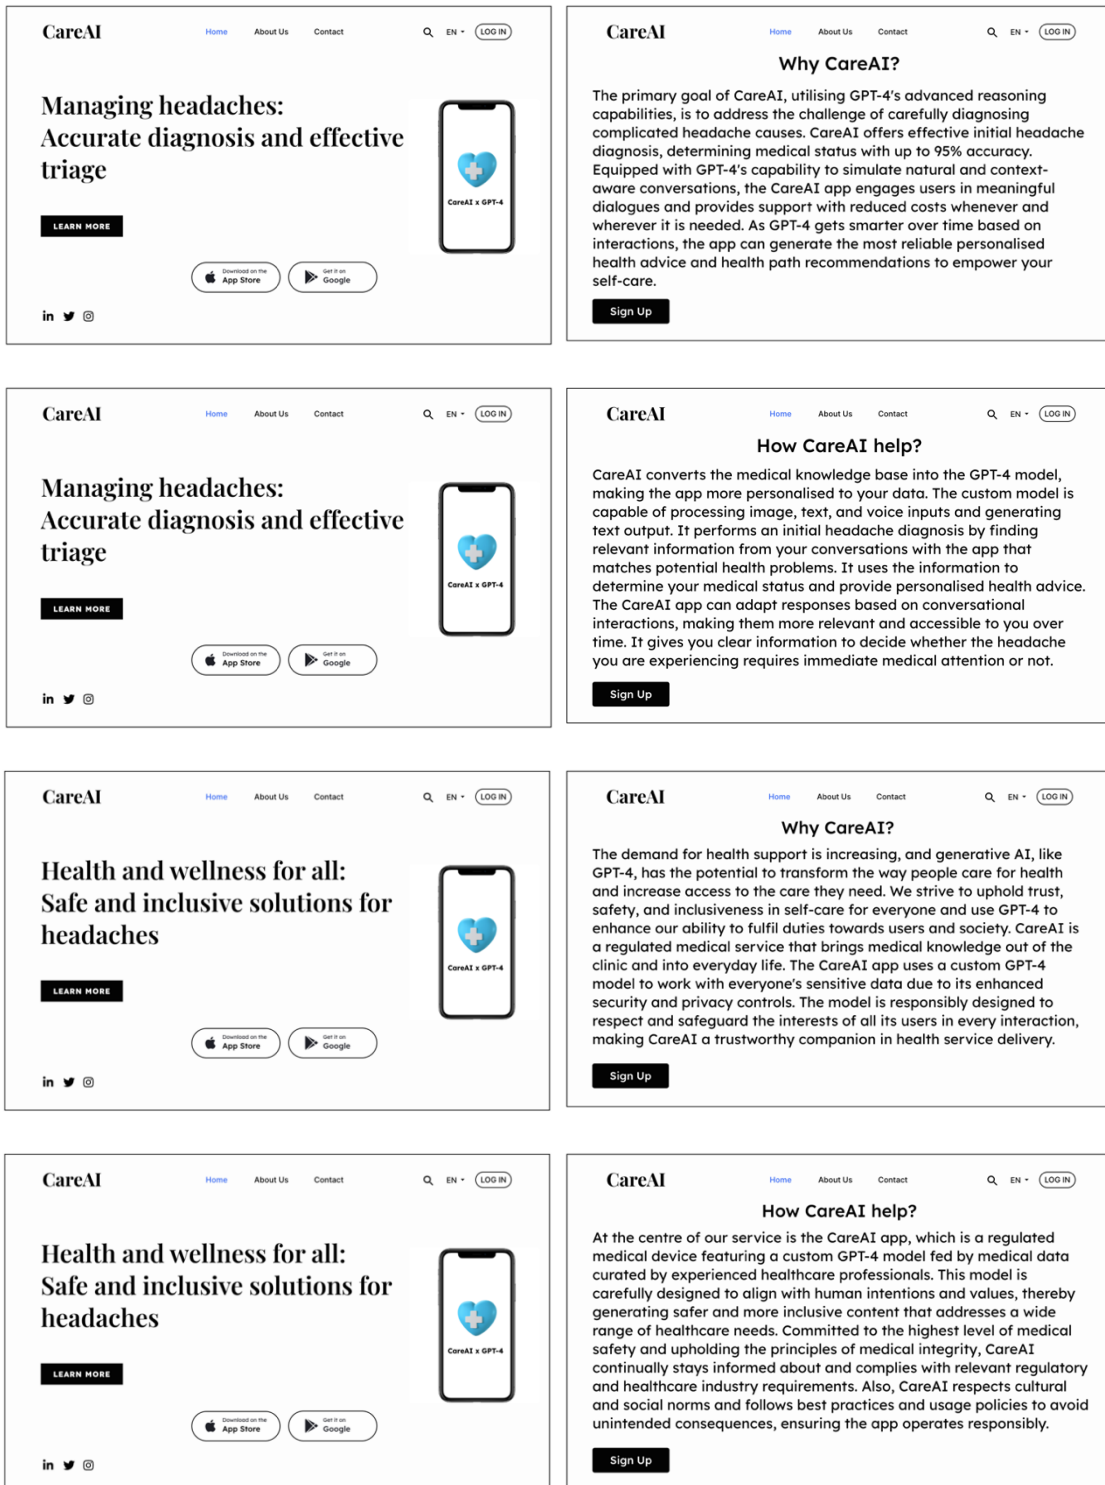 CareAI
Home About Us Contact EN LOG IN
Managing headaches:
Accurate diagnosis and effective
triage
LEARN MORE
CareAI x GPT-4
Download on the
App Store
Get it on
Google
in
CareAI
Home About Us Contact EN LOG IN
Why CareAI?
The primary goal of CareAI, utilising GPT-4's advanced reasoning
capabilities, is to address the challenge of carefully diagnosing
complicated headache causes. CareAI offers effective initial headache
diagnosis, determining medical status with up to 95% accuracy.
Equipped with GPT-4's capability to simulate natural and context-
aware conversations, the CareAI app engages users in meaningful
dialogues and provides support with reduced costs whenever and
wherever it is needed. As GPT-4 gets smarter over time based on
interactions, the app can generate the most reliable personalised
health advice and health path recommendations to empower your
self-care.
Sign Up
CareAI
Home About Us Contact EN LOG IN
Managing headaches:
Accurate diagnosis and effective
triage
LEARN MORE
CareAI x GPT-4
Download on the
App Store
Get it on
Google
in
CareAI
Home About Us Contact EN LOG IN
How CareAI help?
CareAI converts the medical knowledge base into the GPT-4 model,
making the app more personalised to your data. The custom model is
capable of processing image, text, and voice inputs and generating
text output. It performs an initial headache diagnosis by finding
relevant information from your conversations with the app that
matches potential health problems. It uses the information to
determine your medical status and provide personalised health advice.
The CareAI app can adapt responses based on conversational
interactions, making them more relevant and accessible to you over
time. It gives you clear information to decide whether the headache
you are experiencing requires immediate medical attention or not.
Sign Up
CareAI
Home About Us Contact EN LOG IN
Health and wellness for all:
Safe and inclusive solutions for
headaches
LEARN MORE
CareAI x GPT-4
Download on the
App Store
Get it on
Google
in
CareAI
Home About Us Contact EN LOG IN
Why CareAI?
The demand for health support is increasing, and generative AI, like
GPT-4, has the potential to transform the way people care for health
and increase access to the care they need. We strive to uphold trust,
safety, and inclusiveness in self-care for everyone and use GPT-4 to
enhance our ability to fulfil duties towards users and society. CareAI is
a regulated medical service that brings medical knowledge out of the
clinic and into everyday life. The CareAI app uses a custom GPT-4
model to work with everyone's sensitive data due to its enhanced
security and privacy controls. The model is responsibly designed to
respect and safeguard the interests of all its users in every interaction,
making CareAI a trustworthy companion in health service delivery.
Sign Up
CareAI
Home About Us Contact EN LOG IN
Health and wellness for all:
Safe and inclusive solutions for
headaches
LEARN MORE
CareAI x GPT-4
Download on the
App Store
Get it on
Google
in
CareAI
Home About Us Contact EN LOG IN
How CareAI help?
At the centre of our service is the CareAI app, which is a regulated
medical device featuring a custom GPT-4 model fed by medical data
curated by experienced healthcare professionals. This model is
carefully designed to align with human intentions and values, thereby
generating safer and more inclusive content that addresses a wide
range of healthcare needs. Committed to the highest level of medical
safety and upholding the principles of medical integrity, CareAI
continually stays informed about and complies with relevant regulatory
and healthcare industry requirements. Also, CareAI respects cultural
and social norms and follows best practices and usage policies to avoid
unintended consequences, ensuring the app operates responsibly.
Sign Up